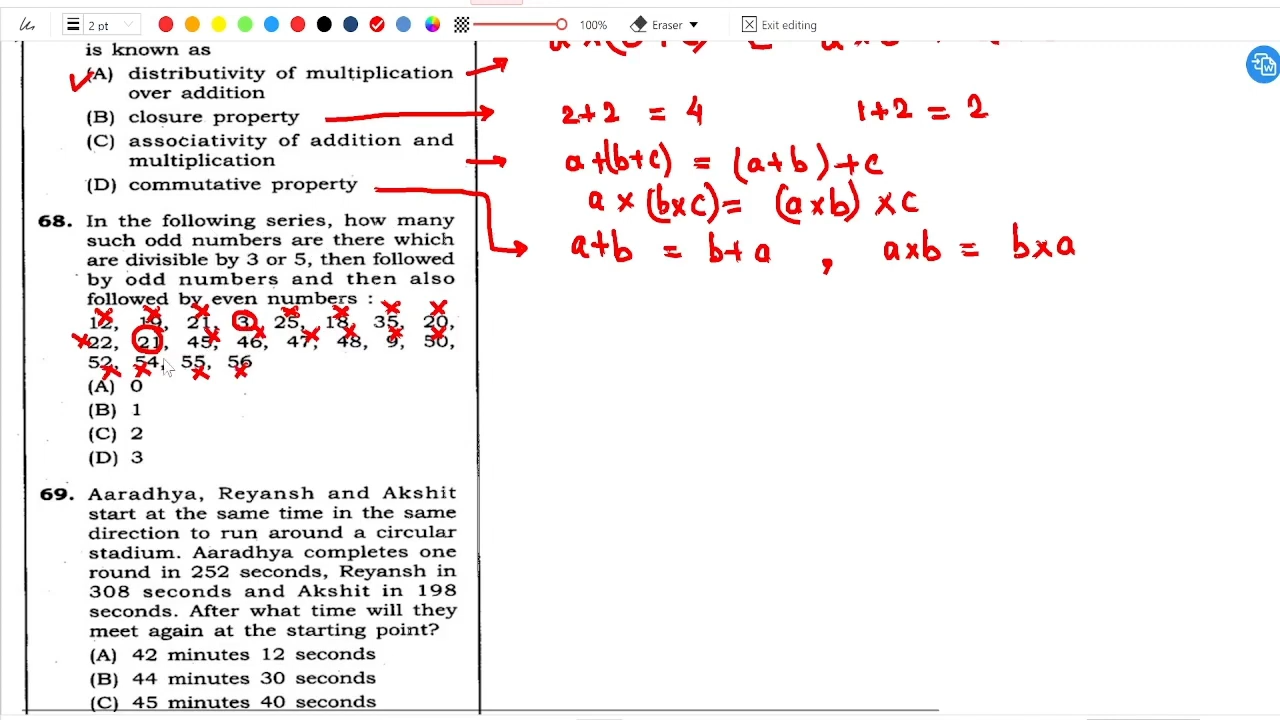 2 pt
100%
Eraser
Exit editing
is known as
(A) distributivity of multiplication
over addition
(B) closure property
(C) associativity of addition and
multiplication
(D) commutative property
2+2 = 4 1+2 = 2
a+(b+c) = (a+b)+c
a × (b×c) = (a×b) × c
a+b = b+a , a×b = b×a
68. In the following series, how many
such odd numbers are there which
are divisible by 3 or 5, then followed
by odd numbers and then also
followed by even numbers :
12, 19, 21, 3, 25, 18, 35, 20,
22, 21, 45, 46, 47, 48, 9, 50,
52, 54, 55, 56
(A) 0
(B) 1
(C) 2
(D) 3
69. Aaradhya, Reyansh and Akshit
start at the same time in the same
direction to run around a circular
stadium. Aaradhya completes one
round in 252 seconds, Reyansh in
308 seconds and Akshit in 198
seconds. After what time will they
meet again at the starting point?
(A) 42 minutes 12 seconds
(B) 44 minutes 30 seconds
(C) 45 minutes 40 seconds